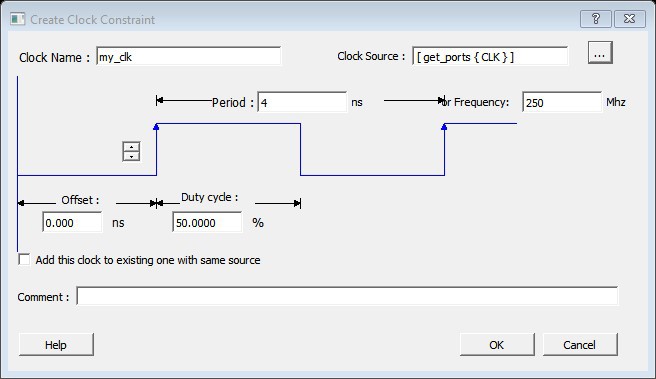 Create Clock Constraint
Clock Name : my_clk Clock Source : [ get_ports { CLK } ] ...
Period : 4 ns or Frequency: 250 Mhz
Offset : Duty cycle :
0.000 ns 50.0000 %
Add this clock to existing one with same source
Comment :
Help OK Cancel